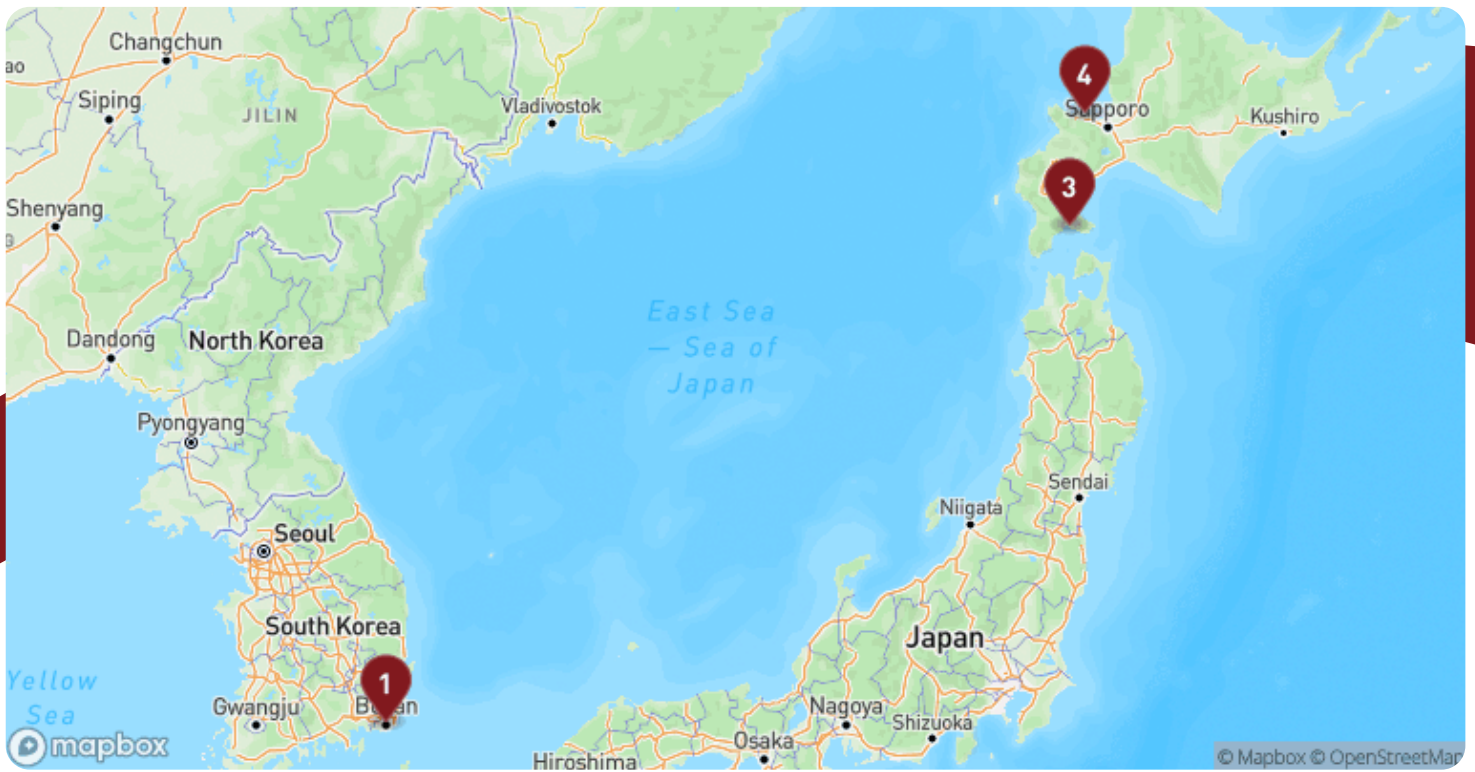 Changchun
ao
Siping
JILIN
Vladivostok
4
Sapporo
Kushiro
3
Shenyang
G
East Sea
— Sea of
Japan
Dandong
North Korea
Pyongyang
Sendai
Niigata
Seoul
South Korea
Japan
Yellow
Sea
1
Gwangju
Busan
Nagoya
Shizuoka
Osaka
Hiroshima
mapbox
© Mapbox © OpenStreetMap